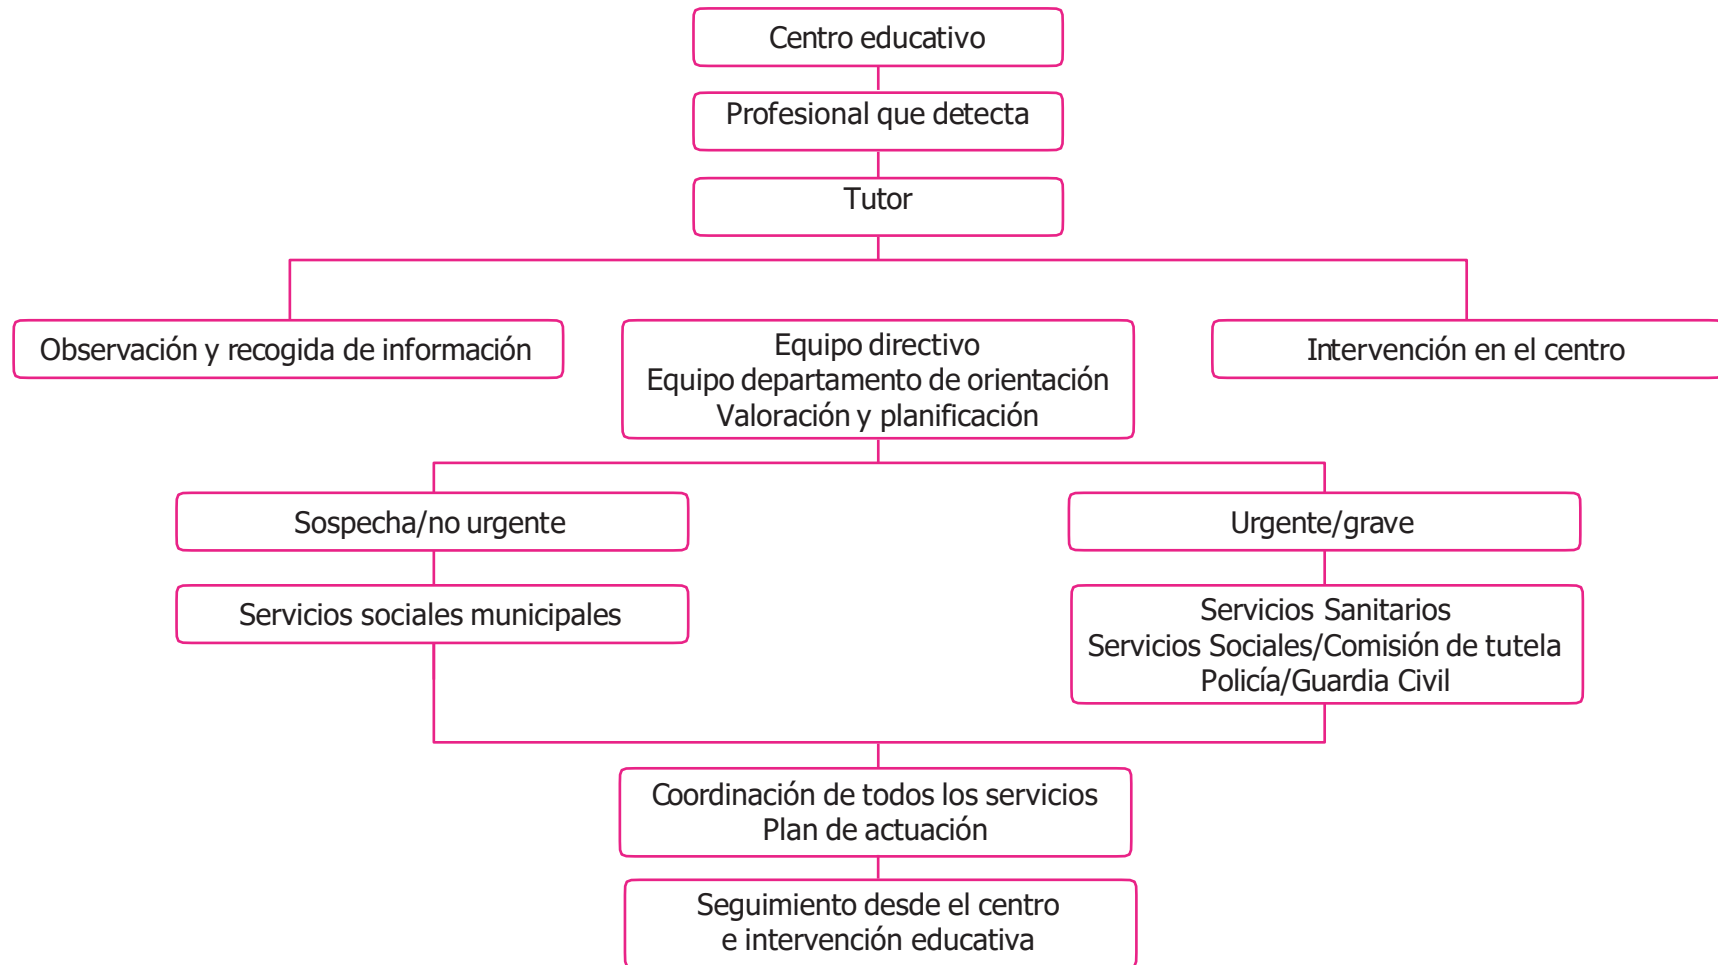 Centro educativo
Profesional que detecta
Tutor
Observación y recogida de información
Equipo directivo
Equipo departamento de orientación
Valoración y planificación
Intervención en el centro
Sospecha/no urgente
Urgente/grave
Servicios sociales municipales
Servicios Sanitarios
Servicios Sociales/Comisión de tutela
Policía/Guardia Civil
Coordinación de todos los servicios
Plan de actuación
Seguimiento desde el centro
e intervención educativa